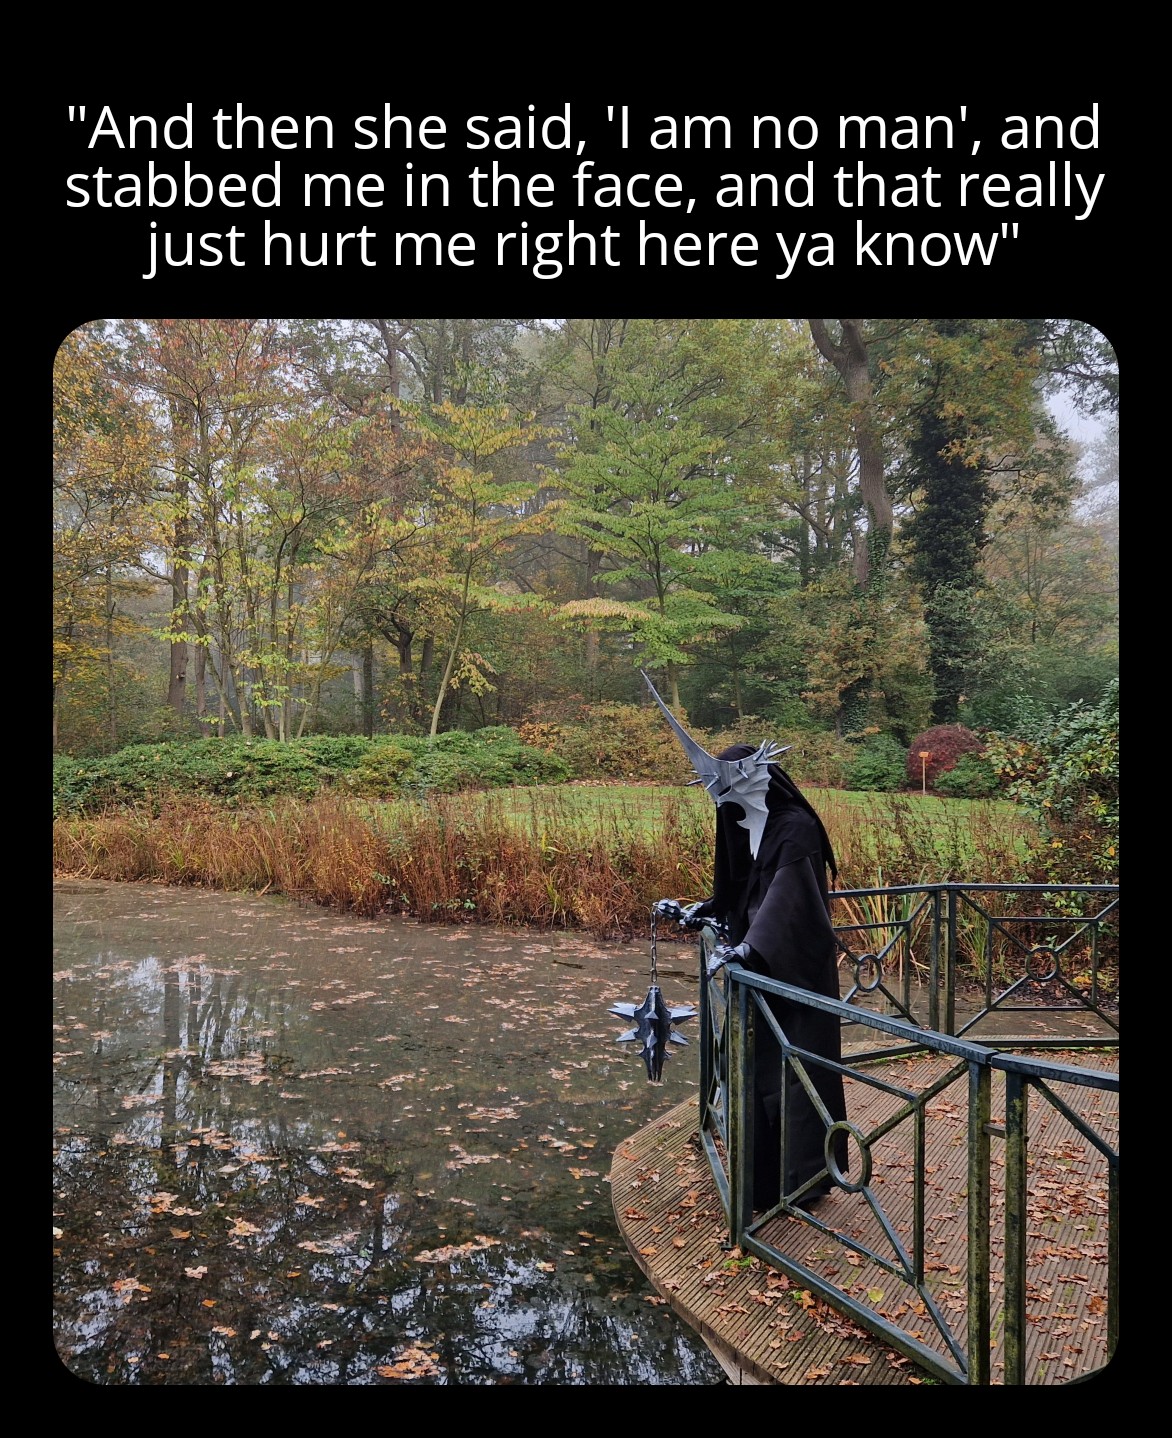 "And then she said, 'I am no man', and
stabbed me in the face, and that really
just hurt me right here ya know"